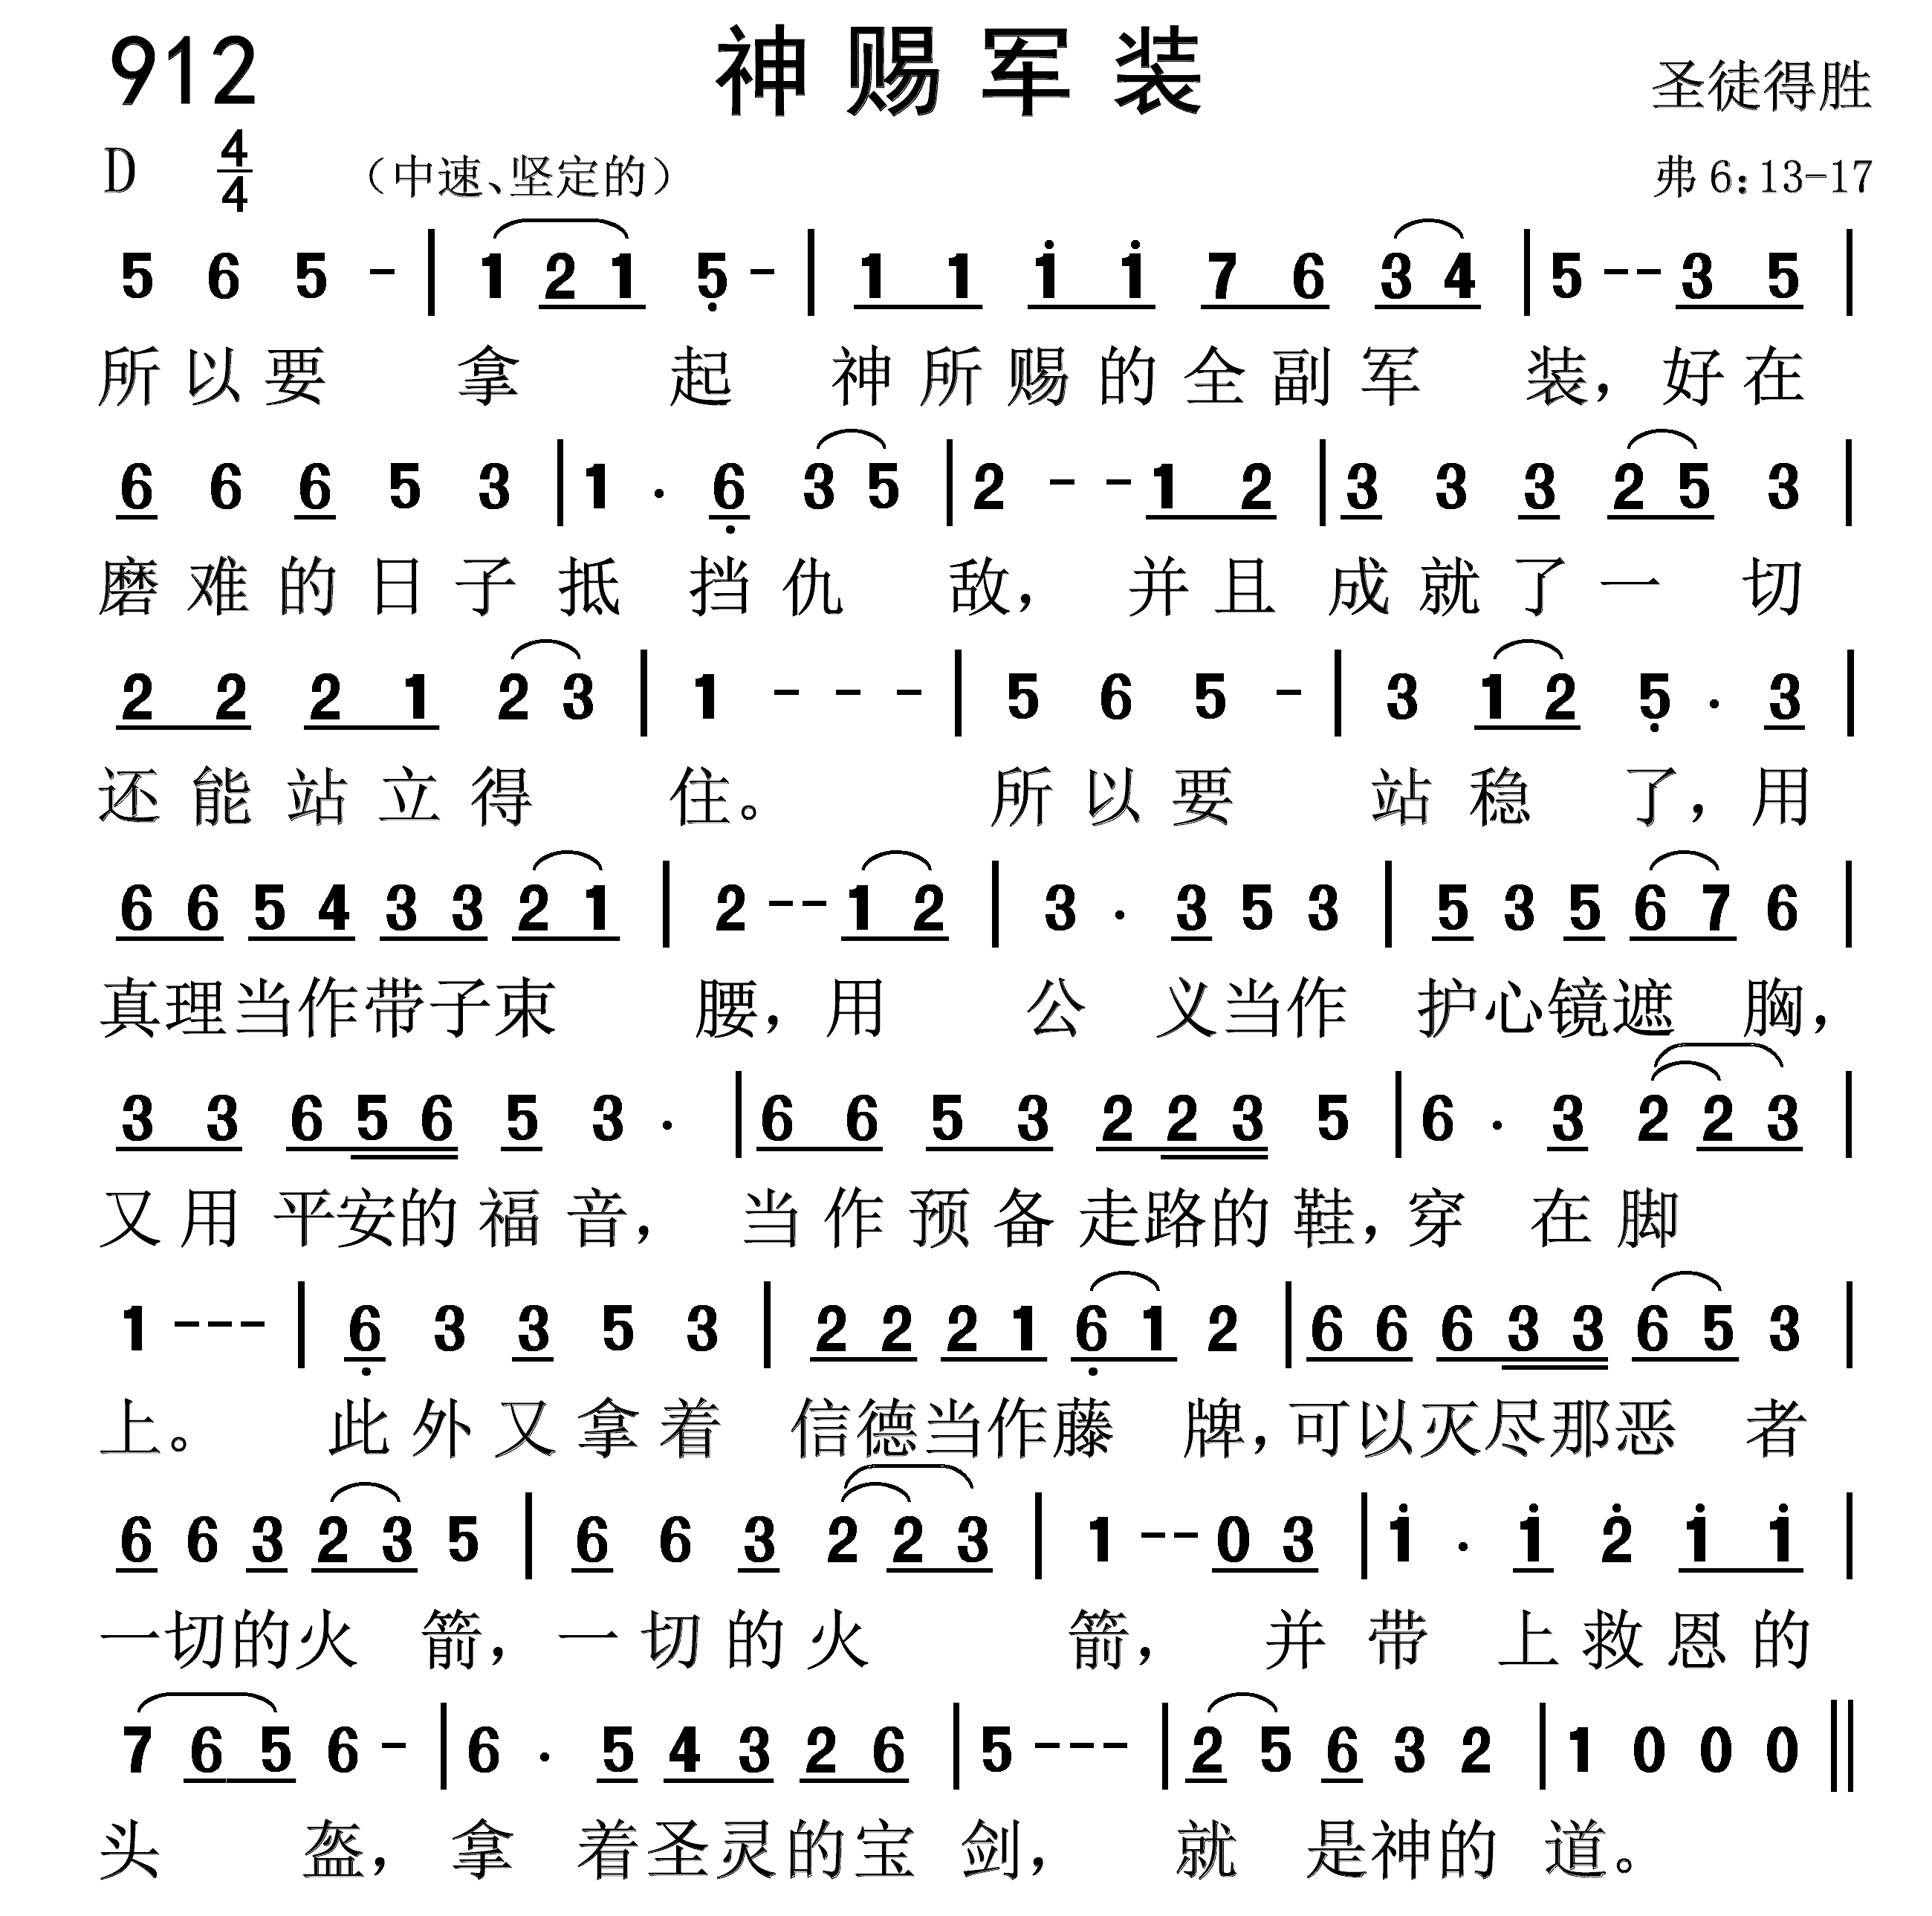 912 神赐军装 圣徒得胜
D 4/4 （中速、坚定的） 弗 6：13-17
5 6 5 - | 1 2 1 5̣ - | 1 1 1̇ 1̇ 7 6 3 4 | 5 - - 3 5 |
所以要 拿 起 神所赐的全副军 装，好在
6 6 6 5 3 | 1 . 6̣ 3 5 | 2 - - 1 2 | 3 3 3 2 5 3 |
磨难的日子抵 挡仇 敌， 并且成就了一 切
2 2 2 1 2 3 | 1 - - - | 5 6 5 - | 3 1 2 5̣ . 3 |
还能站立得 住。 所以要 站稳 了，用
6 6 5 4 3 3 2 1 | 2 - - 1 2 | 3 . 3 5 3 | 5 3 5 6 7 6 |
真理当作带子束 腰，用 公 义当作 护心镜遮 胸，
3 3 6 5 6 5 3 . | 6 6 5 3 2 2 3 5 | 6 . 3 2 2 3 |
又用平安的福音， 当作预备走路的鞋，穿 在脚
1 - - - | 6̣ 3 3 5 3 | 2 2 2 1 6̣ 1 2 | 6 6 6 3 3 6 5 3 |
上。 此外又拿着 信德当作藤 牌，可以灭尽那恶 者
6 6 3 2 3 5 | 6 6 3 2 2 3 | 1 - - 0 3 | 1̇ . 1̇ 2̇ 1̇ 1̇ |
一切的火 箭，一切的火 箭， 并带 上救恩的
7 6 5 6 - | 6 . 5 4 3 2 6 | 5 - - - | 2 5 6 3 2 | 1 0 0 0 ‖
头 盔，拿 着圣灵的宝 剑， 就 是神的 道。